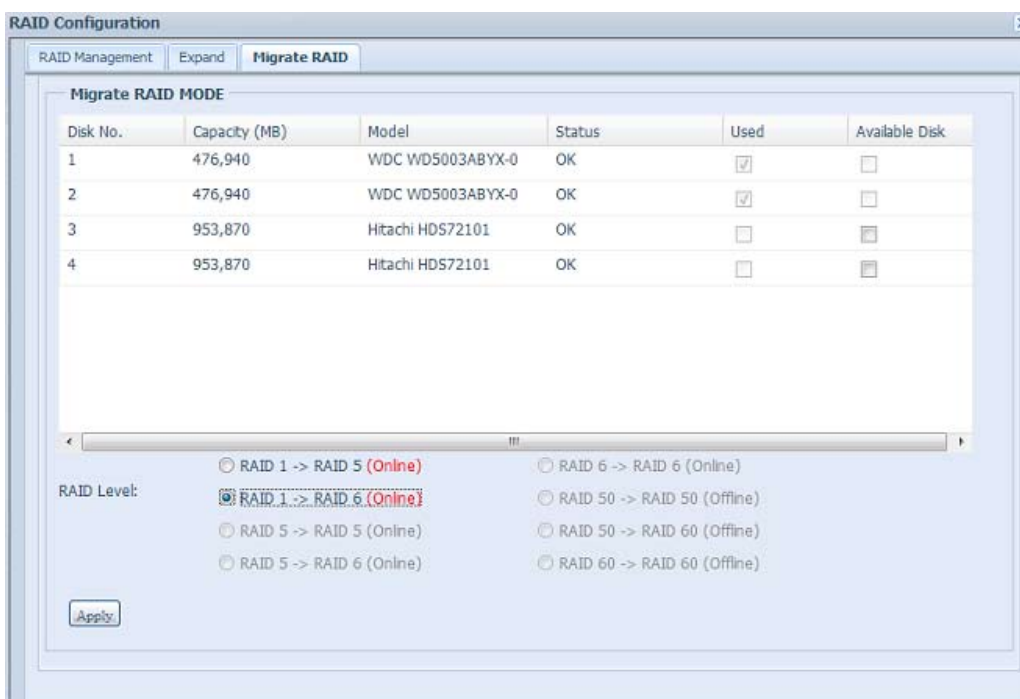 RAID Configuration
RAID Management Expand Migrate RAID
Migrate RAID MODE
Disk No. Capacity (MB) Model Status Used Available Disk
1 476,940 WDC WD5003ABYX-0 OK
2 476,940 WDC WD5003ABYX-0 OK
3 953,870 Hitachi HDS72101 OK
4 953,870 Hitachi HDS72101 OK
RAID Level:
RAID 1 -> RAID 5 (Online)
RAID 1 -> RAID 6 (Online)
RAID 5 -> RAID 5 (Online)
RAID 5 -> RAID 6 (Online)
RAID 6 -> RAID 6 (Online)
RAID 50 -> RAID 50 (Offline)
RAID 50 -> RAID 60 (Offline)
RAID 60 -> RAID 60 (Offline)
Apply